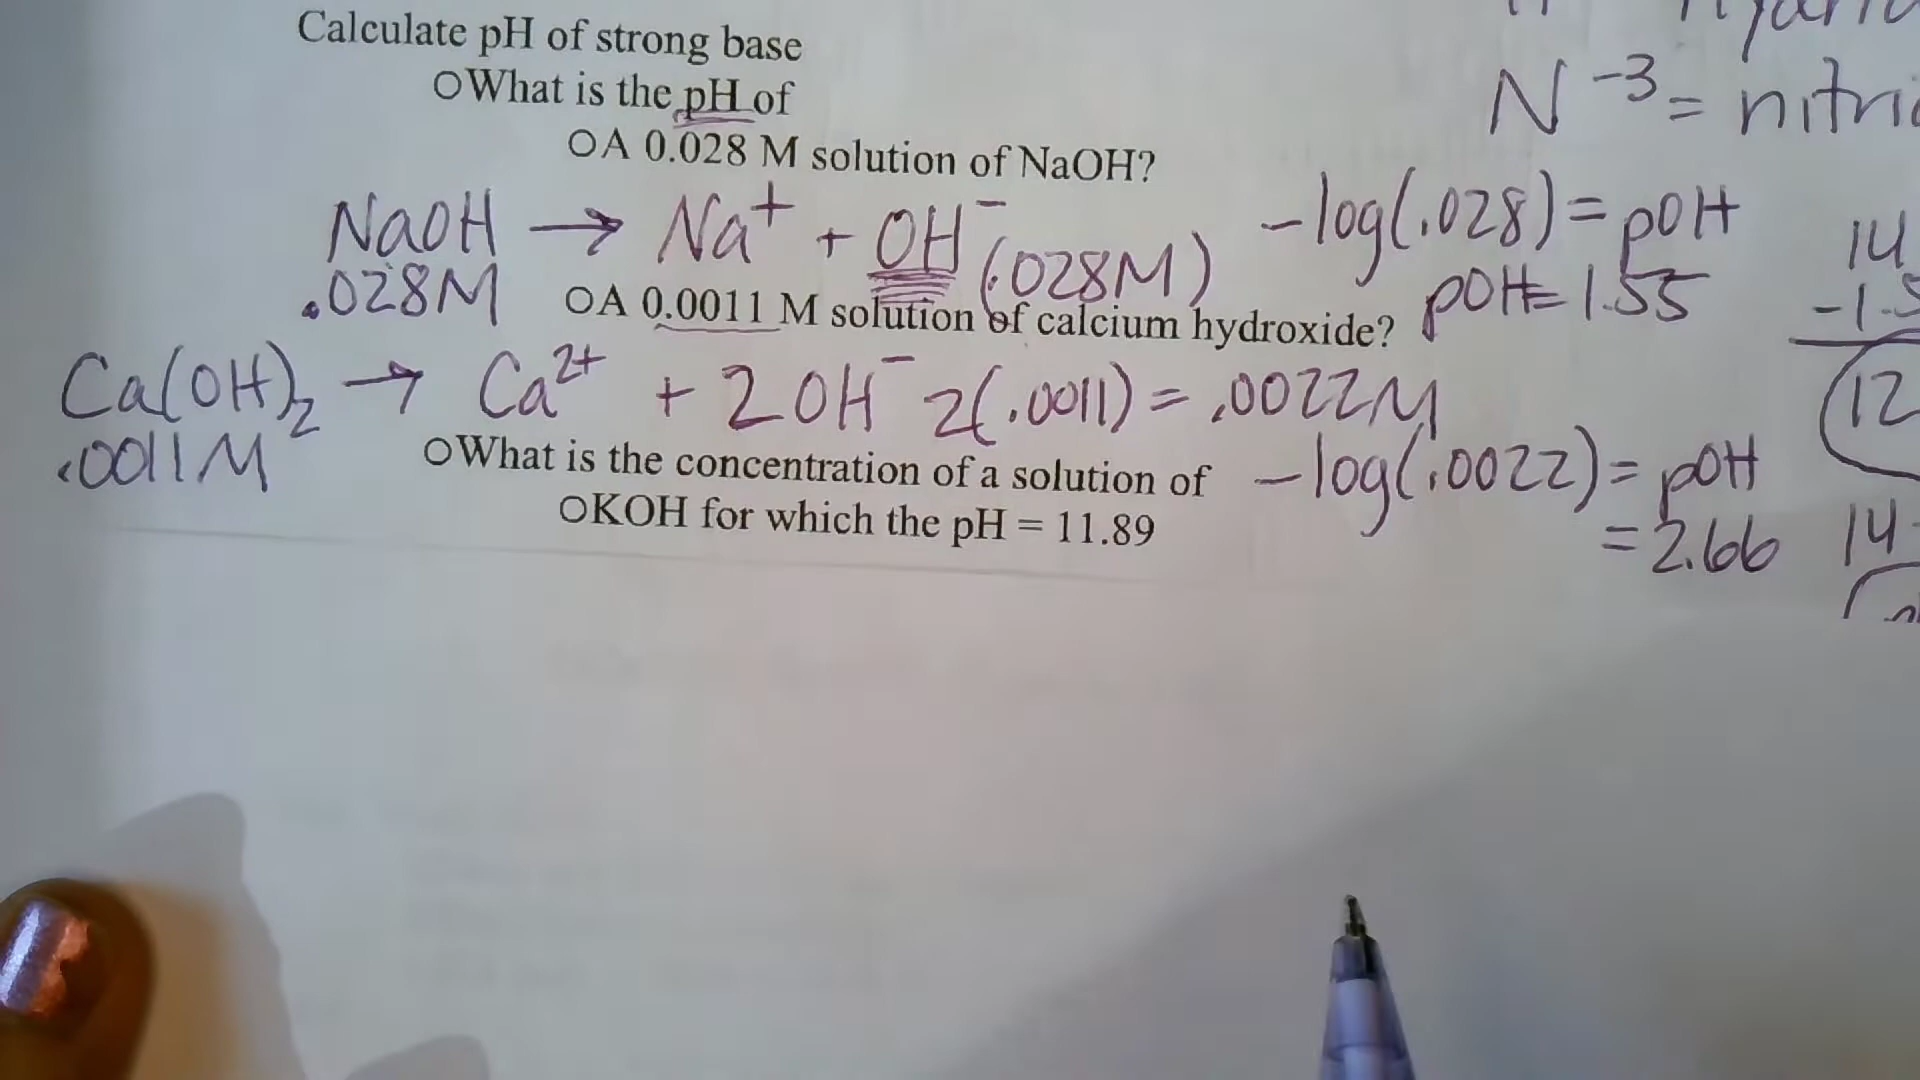 Calculate pH of strong base
N⁻³ =
○What is the pH of
○A 0.028 M solution of NaOH?
NaOH → Na⁺ + OH⁻ (.028M) -log(.028) = pOH
14
.028M
○A 0.0011 M solution of calcium hydroxide?
pOH = 1.55
Ca(OH)₂ → Ca²⁺ + 2OH⁻ 2(.0011) = .0022M
12
.0011M
○What is the concentration of a solution of
-log(.0022) = pOH
○KOH for which the pH = 11.89
= 2.66 14